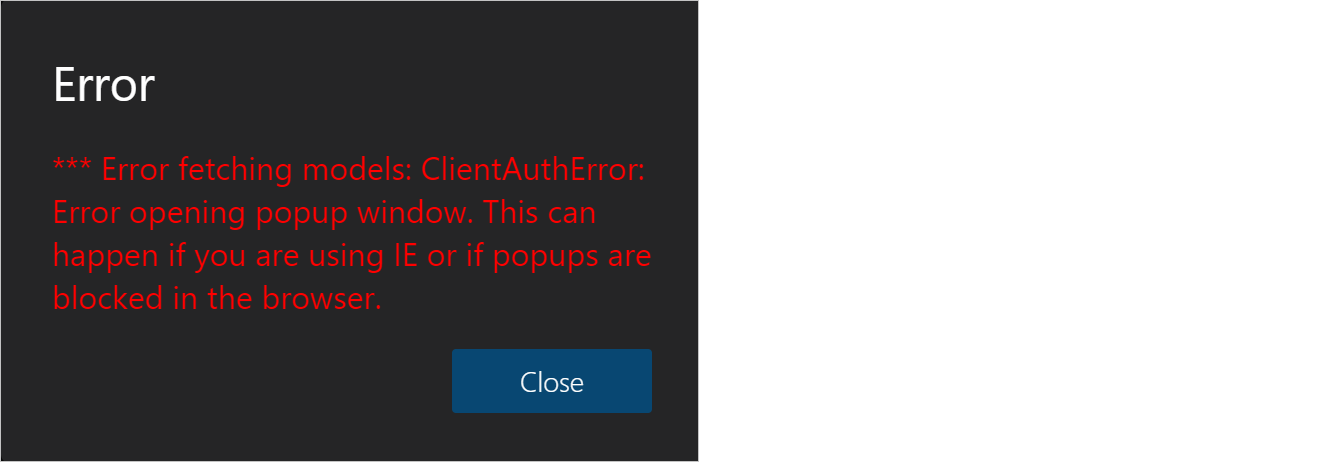 Error
*** Error fetching models: ClientAuthError:
Error opening popup window. This can
happen if you are using IE or if popups are
blocked in the browser.
Close